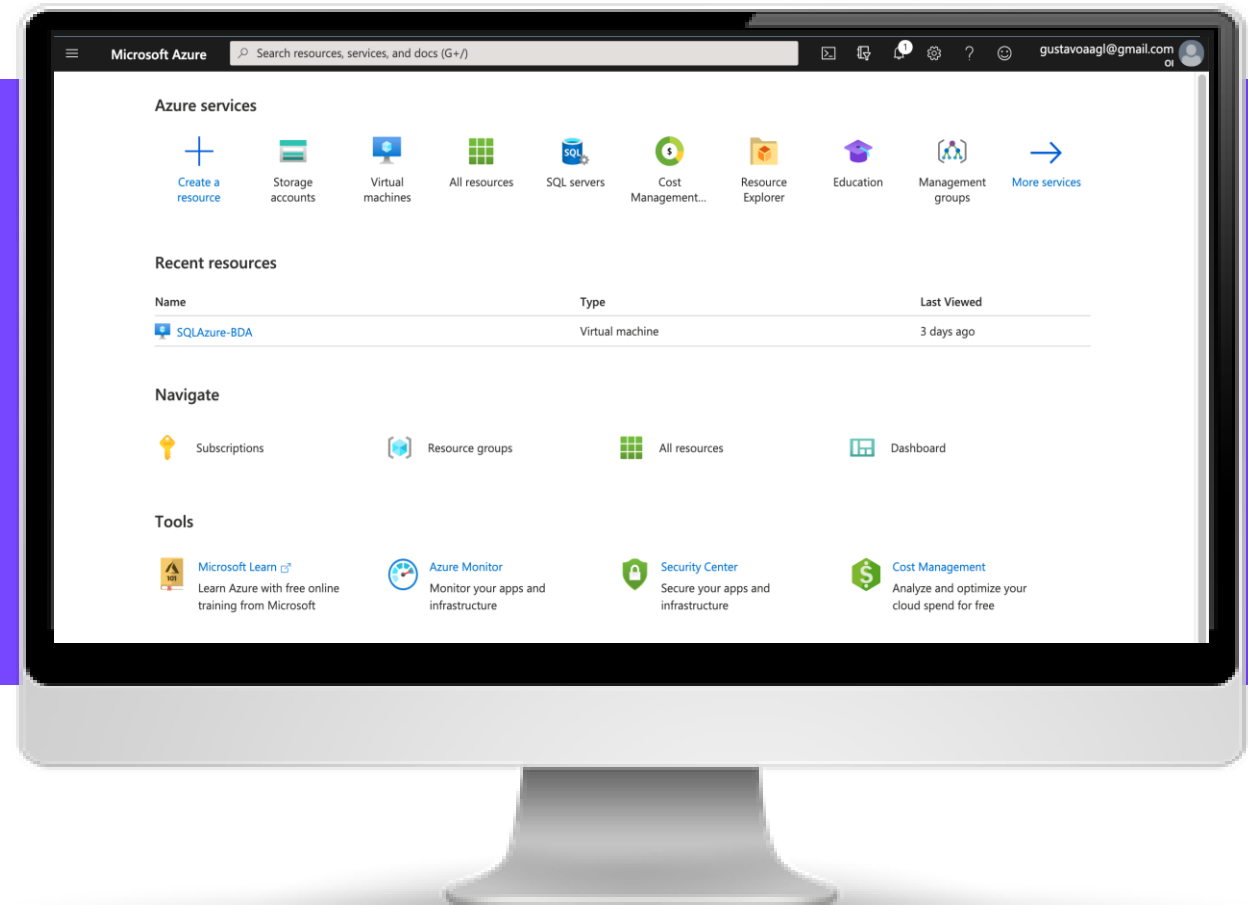 Microsoft Azure
Search resources, services, and docs (G+/)
1
gustavoaagl@gmail.com
OI
Azure services
Create a resource
Storage accounts
Virtual machines
All resources
SQL
SQL servers
$
Cost Management...
Resource Explorer
Education
Management groups
More services
Recent resources
Name Type Last Viewed
SQLAzure-BDA Virtual machine 3 days ago
Navigate
Subscriptions
Resource groups
All resources
Dashboard
Tools
101
Microsoft Learn
Learn Azure with free online
training from Microsoft
Azure Monitor
Monitor your apps and
infrastructure
Security Center
Secure your apps and
infrastructure
$
Cost Management
Analyze and optimize your
cloud spend for free